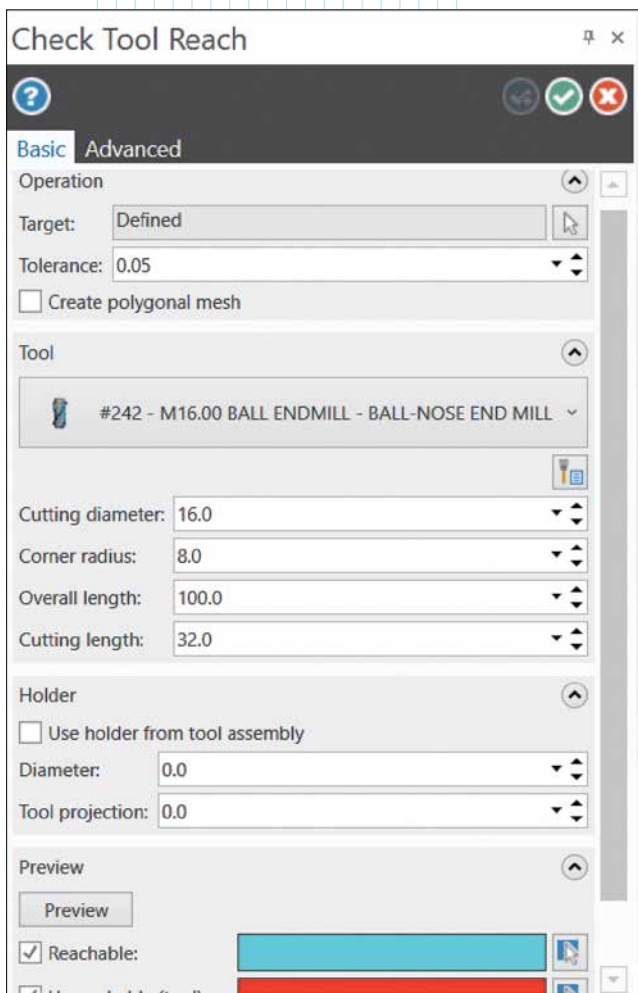 Check Tool Reach
Basic Advanced
Operation
Target: Defined
Tolerance: 0.05
Create polygonal mesh
Tool
#242 - M16.00 BALL ENDMILL - BALL-NOSE END MILL
Cutting diameter: 16.0
Corner radius: 8.0
Overall length: 100.0
Cutting length: 32.0
Holder
Use holder from tool assembly
Diameter: 0.0
Tool projection: 0.0
Preview
Preview
Reachable: